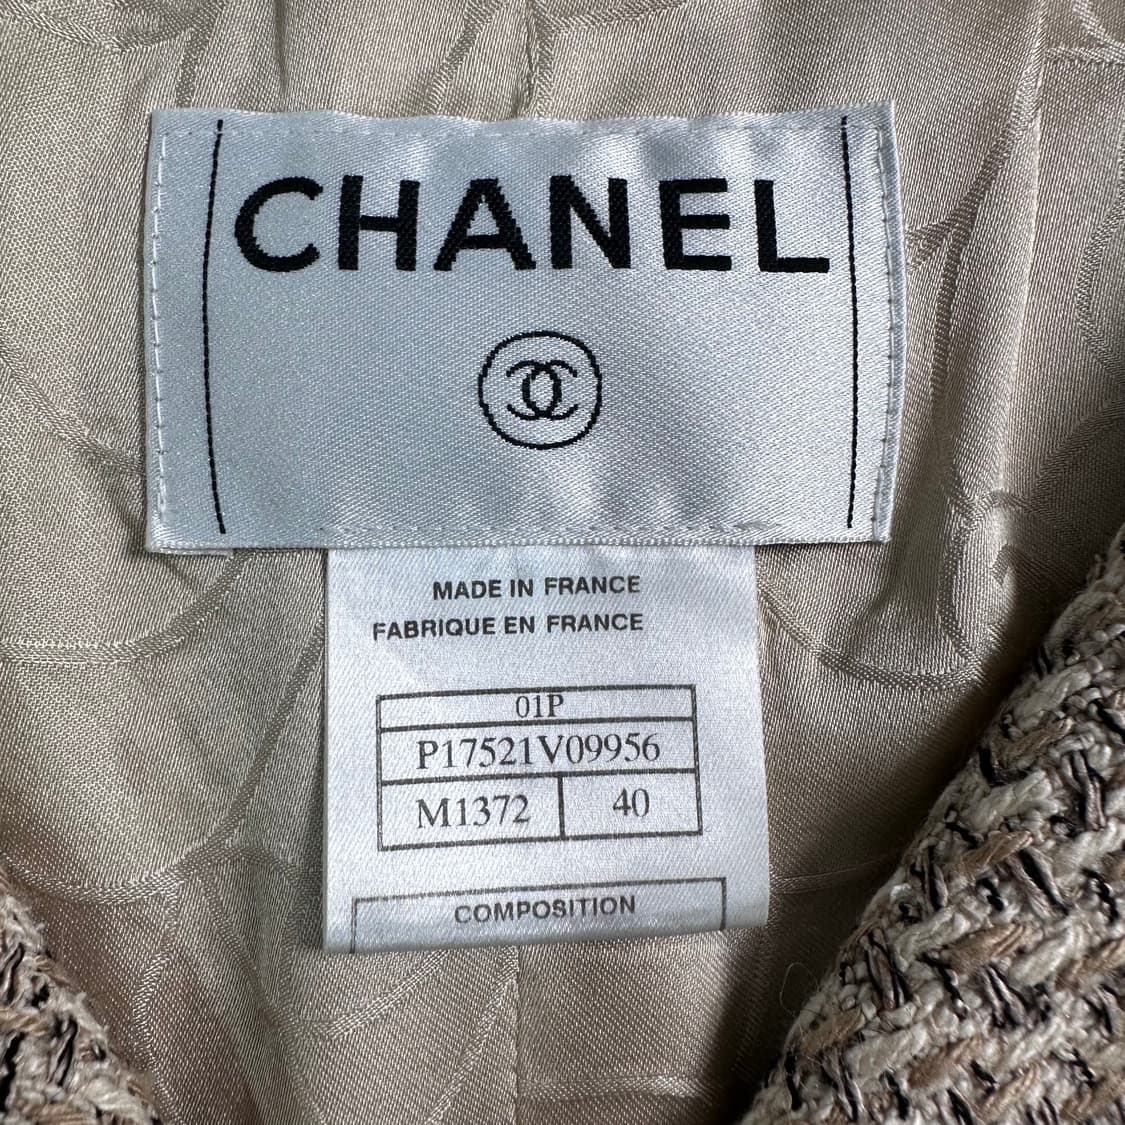 CHANEL
MADE IN FRANCE
FABRIQUE EN FRANCE
01P
P17521V09956
M1372 40
COMPOSITION